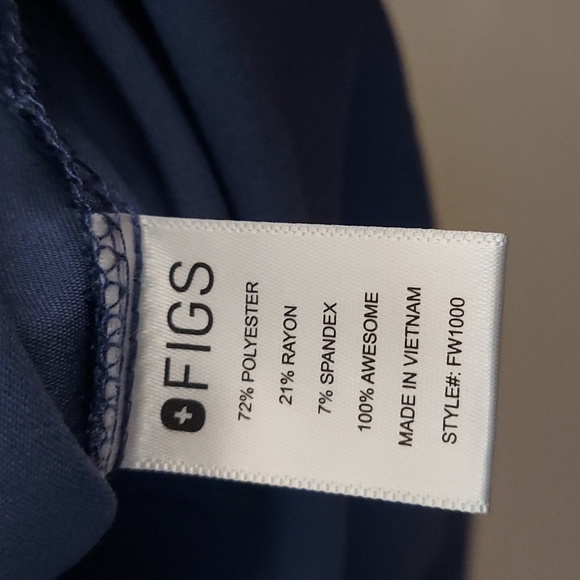 FIGS
72% POLYESTER
21% RAYON
7% SPANDEX
100% AWESOME
MADE IN VIETNAM
STYLE#: FW1000